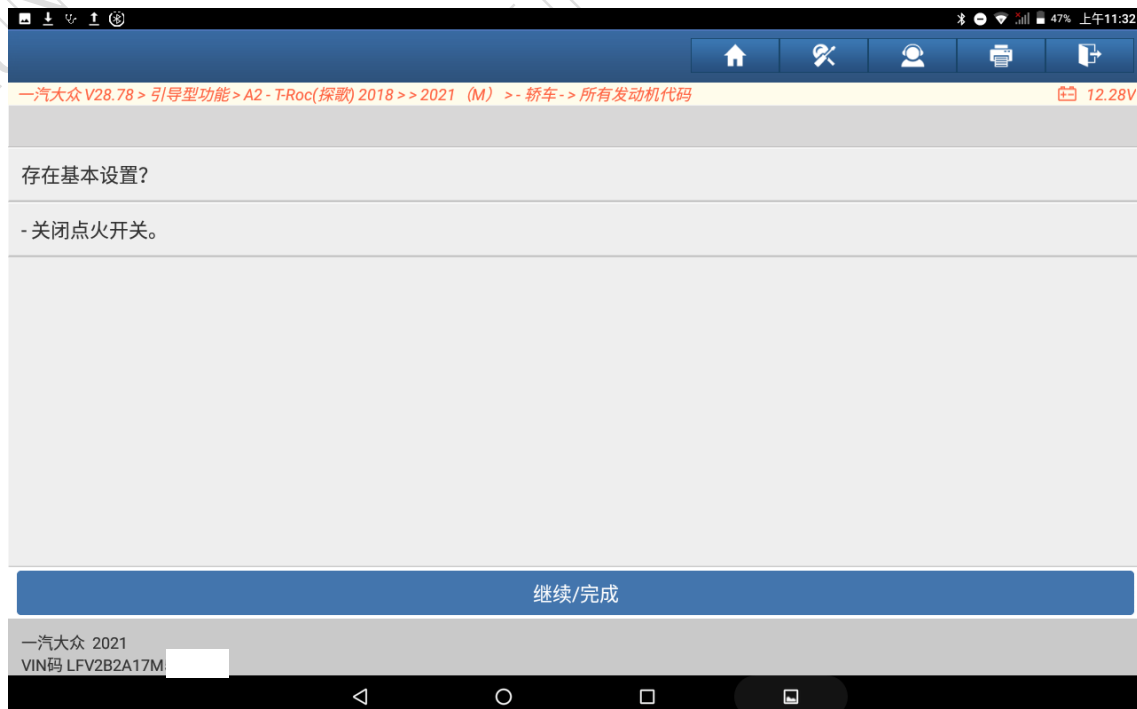 47% 上午11:32
一汽大众 V28.78 > 引导型功能 > A2 - T-Roc(探歌) 2018 > > 2021（M） > - 轿车 - > 所有发动机代码 12.28V
存在基本设置?
- 关闭点火开关。
继续/完成
一汽大众 2021
VIN码 LFV2B2A17M